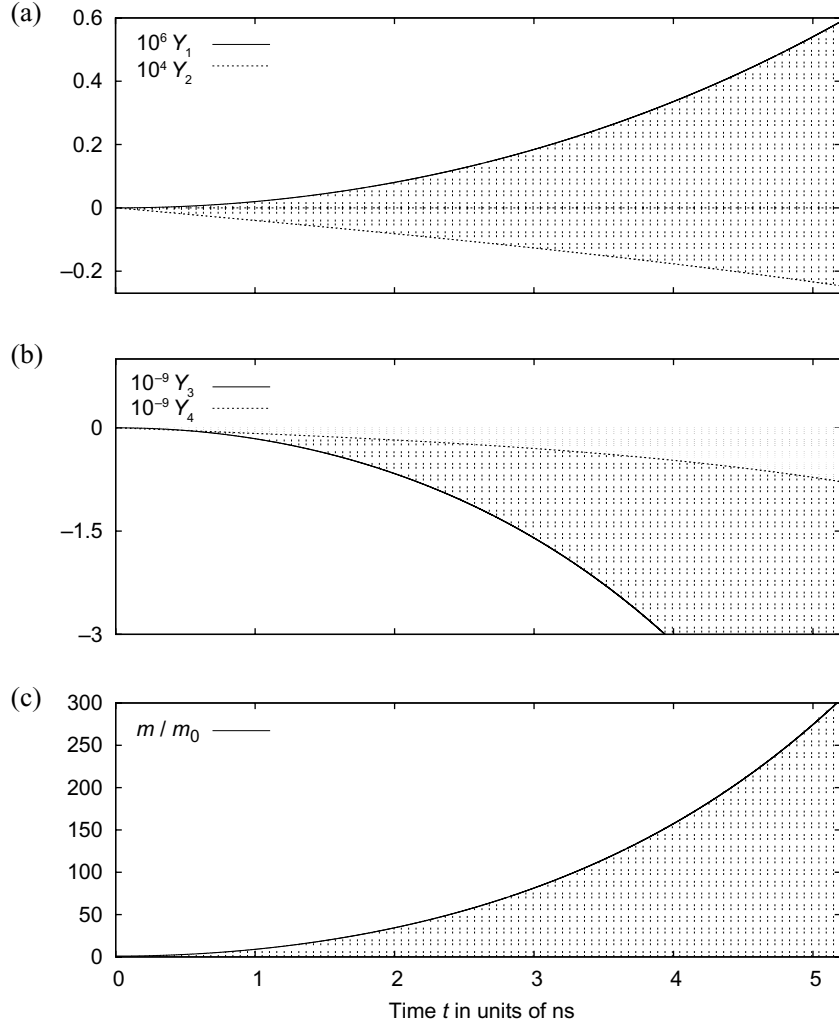 (a)
0.6
10⁶ Y₁
10⁴ Y₂
0.4
0.2
0
–0.2
(b)
10⁻⁹ Y₃
10⁻⁹ Y₄
0
–1.5
–3
(c)
300
m / m₀
250
200
150
100
50
0
0 1 2 3 4 5
Time t in units of ns